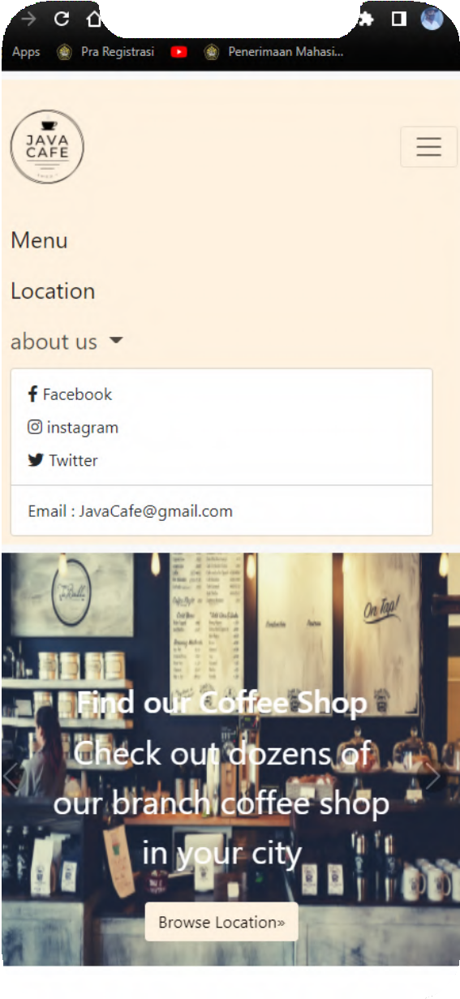 Apps Pra Registrasi Penerimaan Mahasi...
JAVA
CAFE
Menu
Location
about us
Facebook
instagram
Twitter
Email : JavaCafe@gmail.com
On Tap!
Find our Coffee Shop
Check out dozens of
our branch coffee shop
in your city
Browse Location»